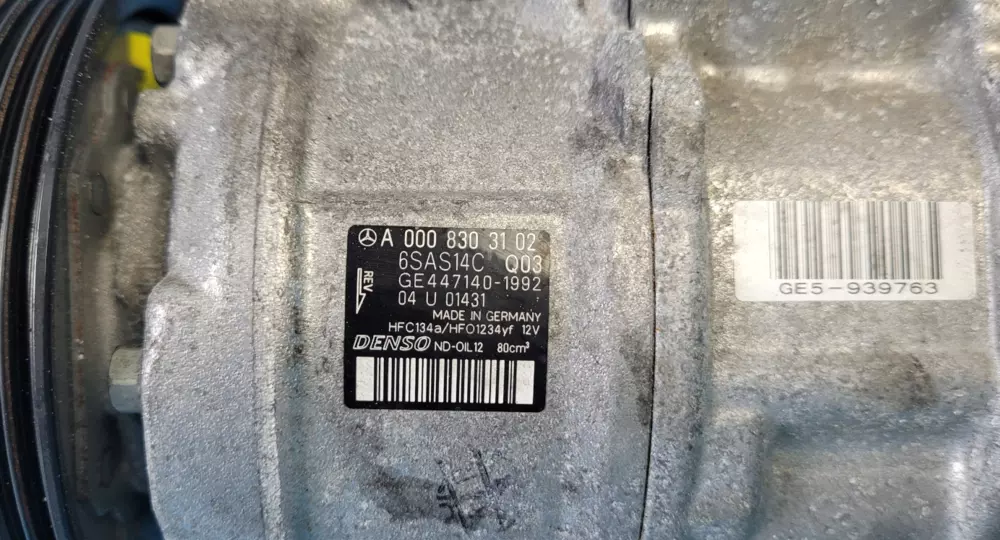 A 000 830 31 02
6SAS14C Q03
GE447140-1992
REV
04 U 01431
MADE IN GERMANY
HFC134a/HFO1234yf 12V
DENSO ND-OIL12 80cm³
GE5-939763